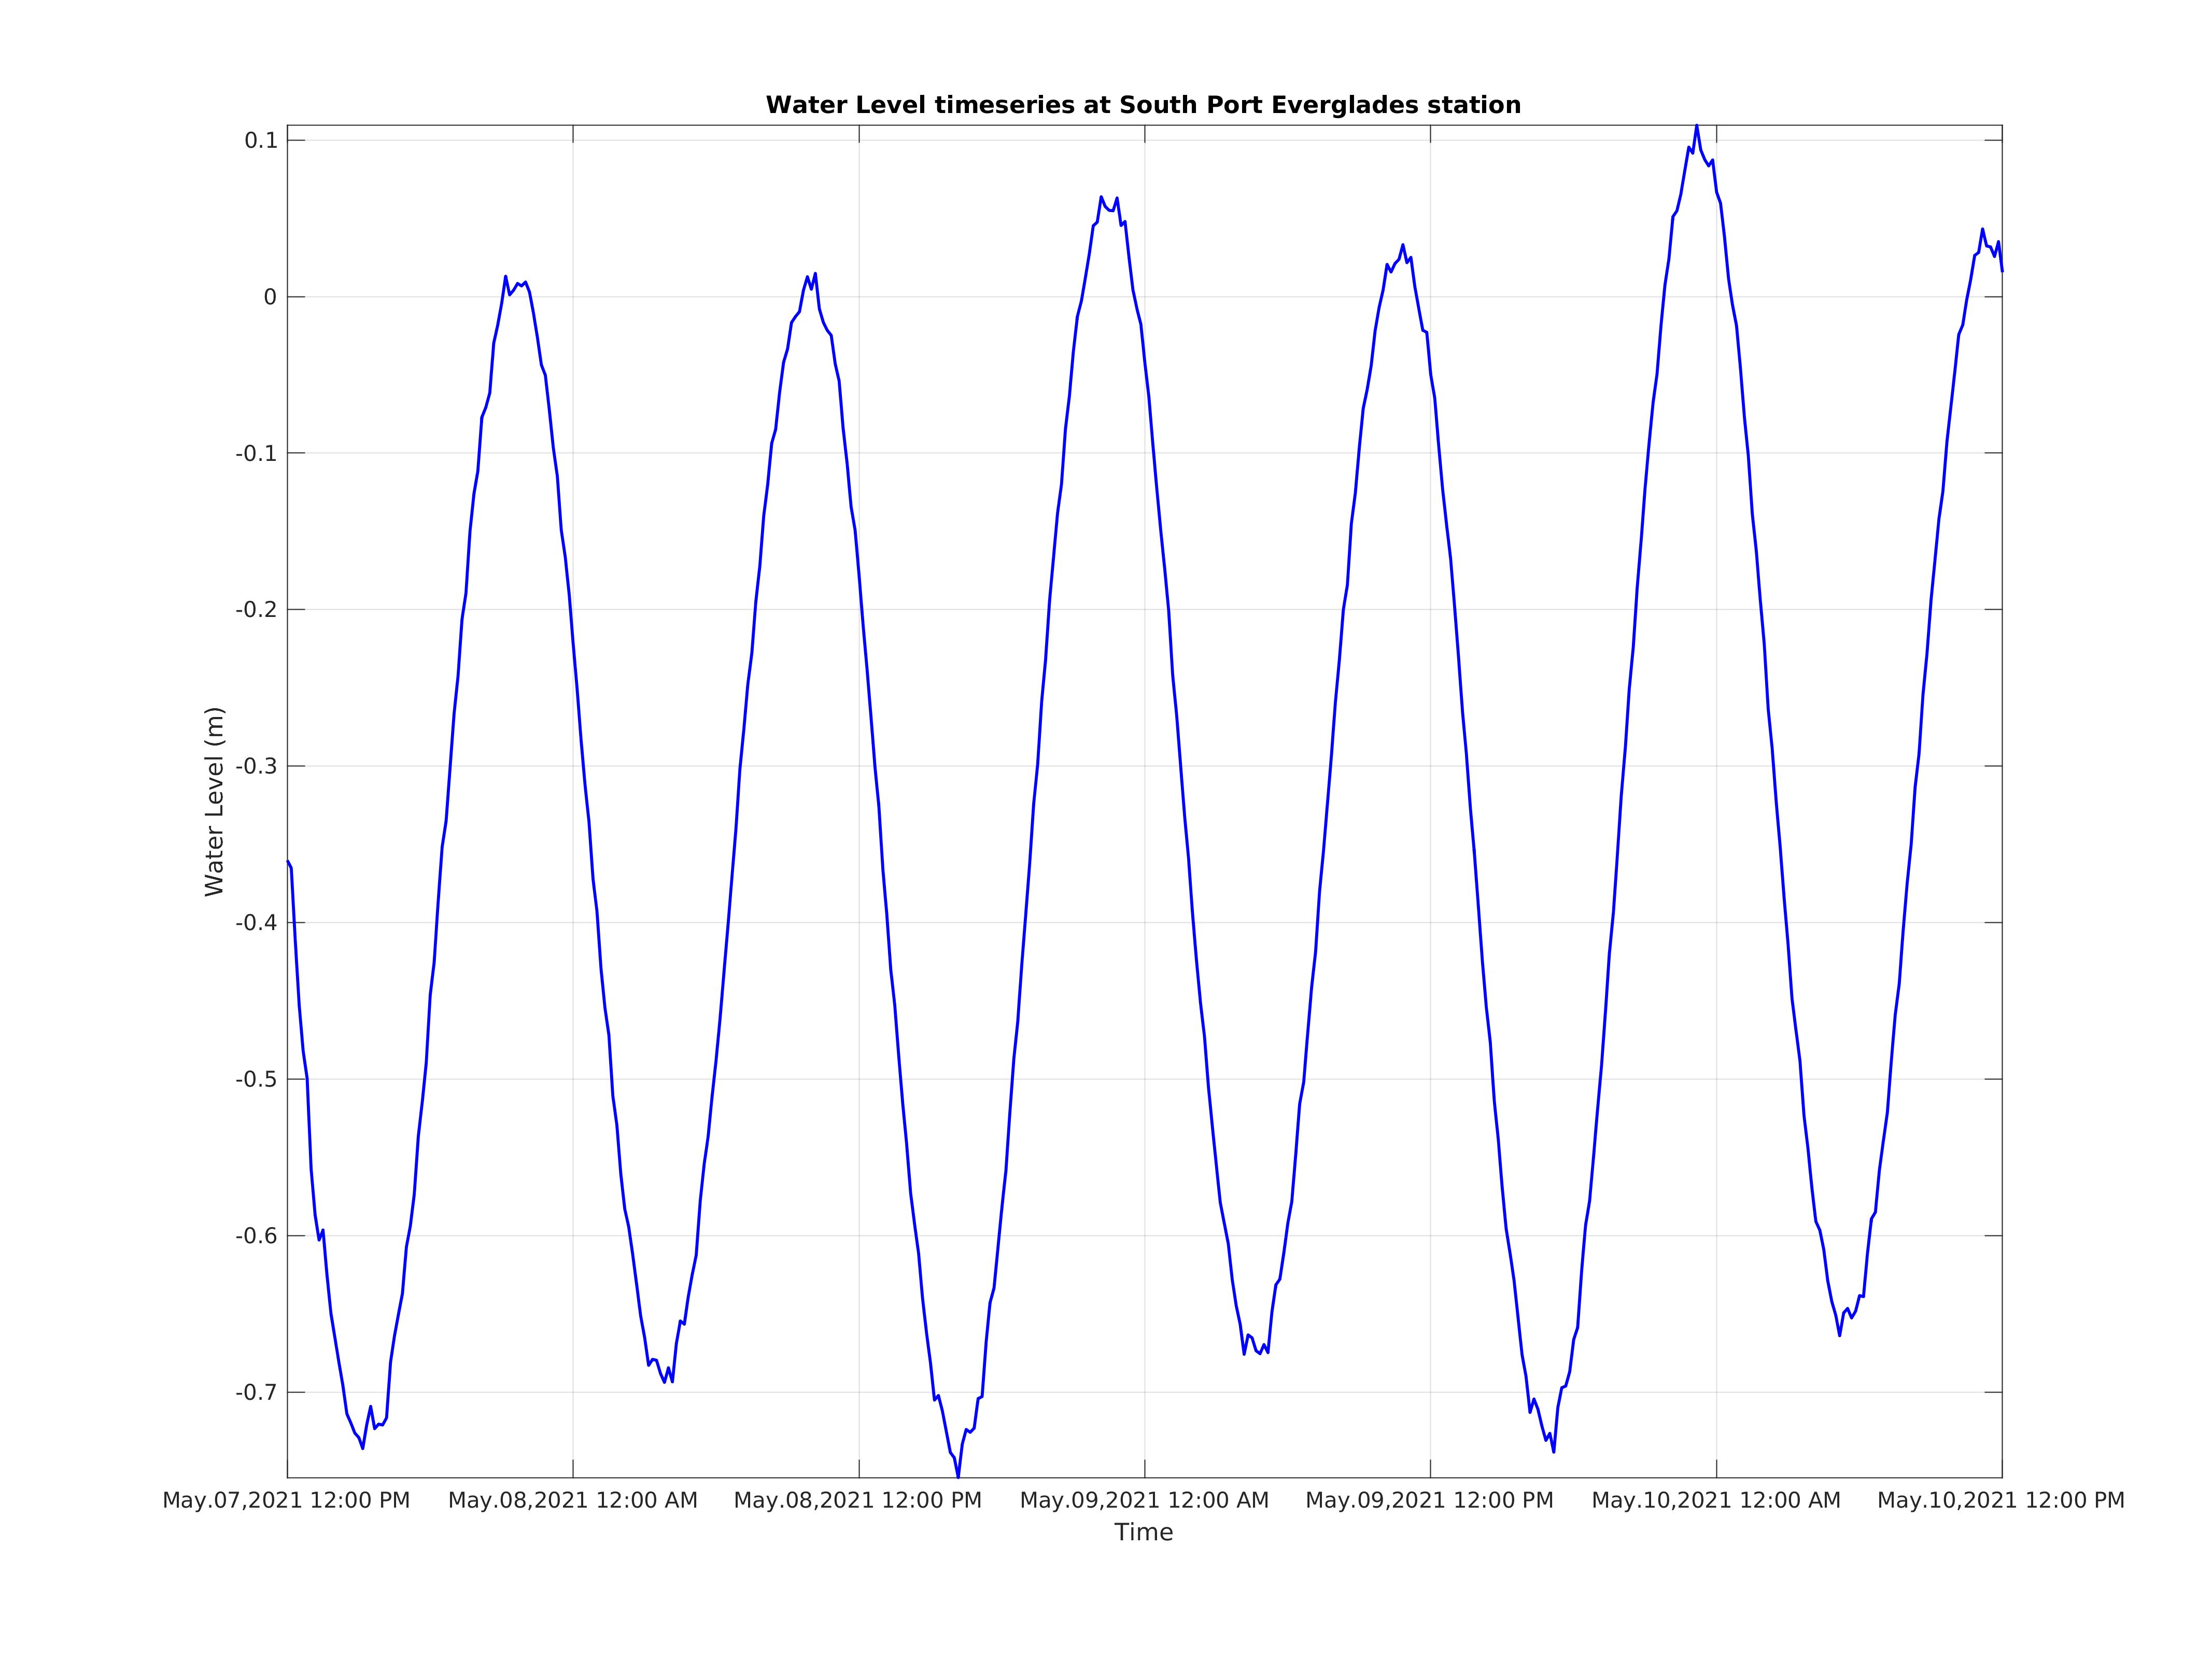 Water Level timeseries at South Port Everglades station
0.1
0
-0.1
-0.2
-0.3
-0.4
-0.5
-0.6
-0.7
Water Level (m)
May.07,2021 12:00 PM
May.08,2021 12:00 AM
May.08,2021 12:00 PM
May.09,2021 12:00 AM
May.09,2021 12:00 PM
May.10,2021 12:00 AM
May.10,2021 12:00 PM
Time